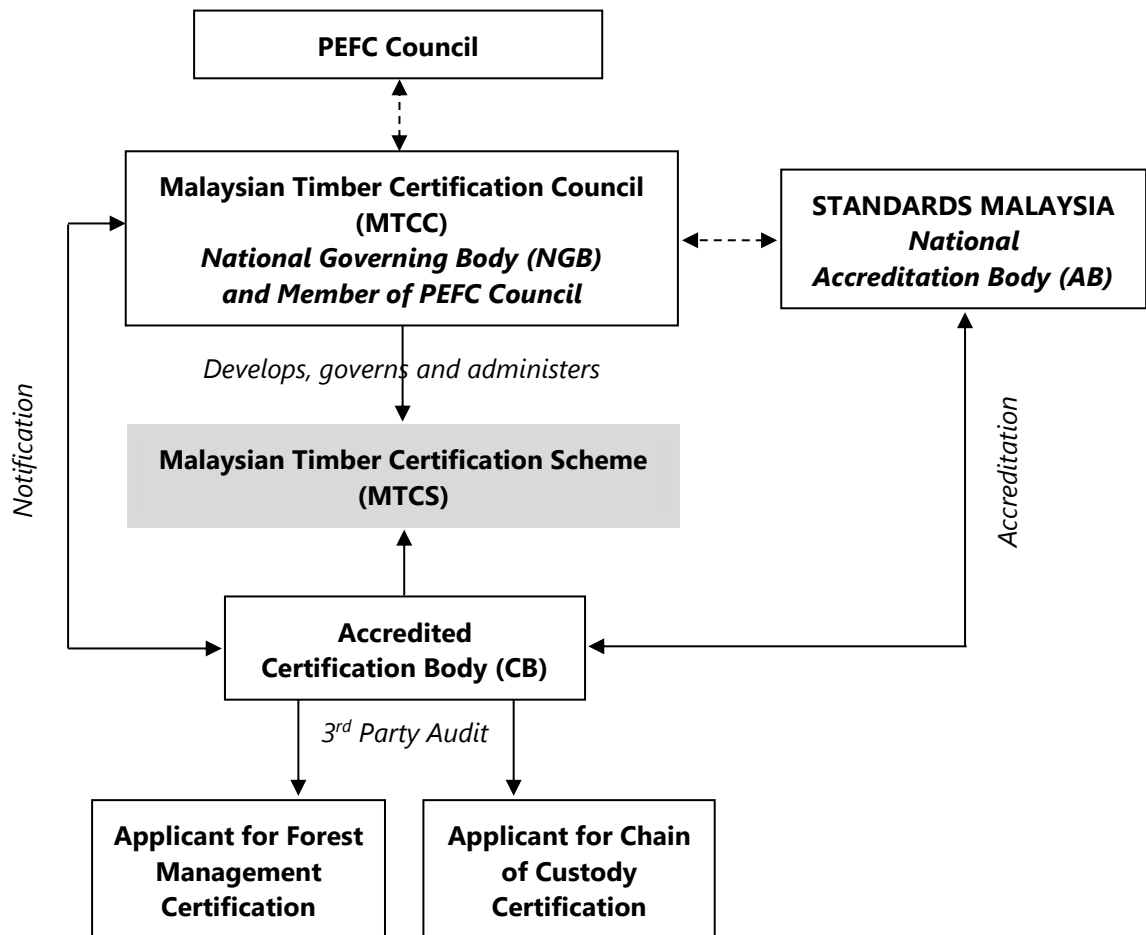 PEFC Council
Malaysian Timber Certification Council
(MTCC)
National Governing Body (NGB)
and Member of PEFC Council
STANDARDS MALAYSIA
National
Accreditation Body (AB)
Develops, governs and administers
Notification
Accreditation
Malaysian Timber Certification Scheme
(MTCS)
Accredited
Certification Body (CB)
3rd Party Audit
Applicant for Forest
Management
Certification
Applicant for Chain
of Custody
Certification